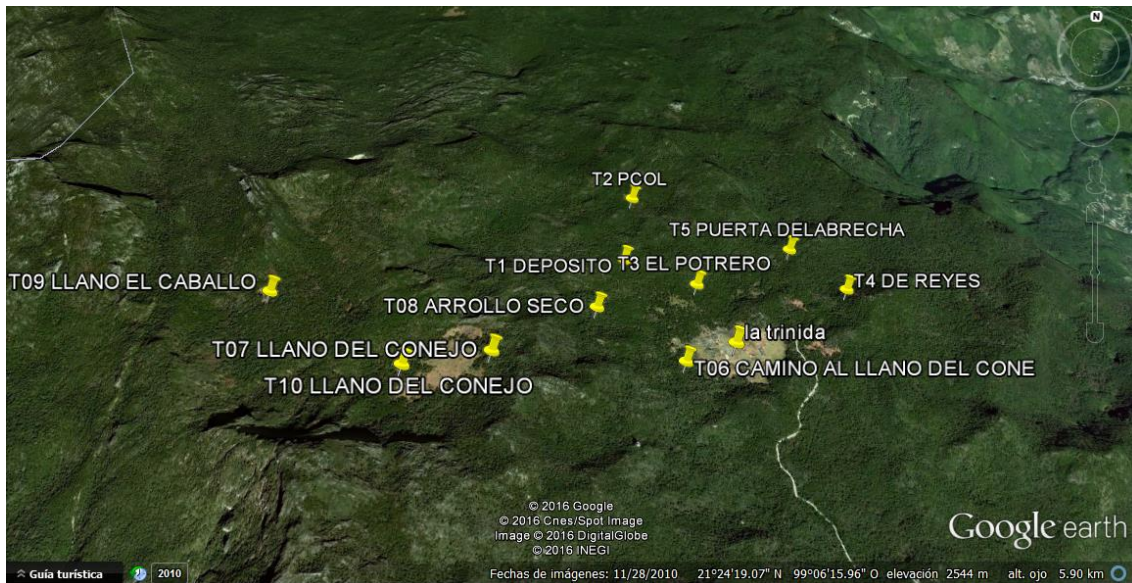 N
T2 PCOL
T5 PUERTA DELABRECHA
T1 DEPOSITO
T3 EL POTRERO
T09 LLANO EL CABALLO
T4 DE REYES
T08 ARROLLO SECO
la trinida
T07 LLANO DEL CONEJO
T06 CAMINO AL LLANO DEL CONE
T10 LLANO DEL CONEJO
© 2016 Google
© 2016 Cnes/Spot Image
Image © 2016 DigitalGlobe
© 2016 INEGI
Google earth
Guía turística
2010
Fechas de imágenes: 11/28/2010 21°24'19.07" N 99°06'15.96" O elevación 2544 m alt. ojo 5.90 km